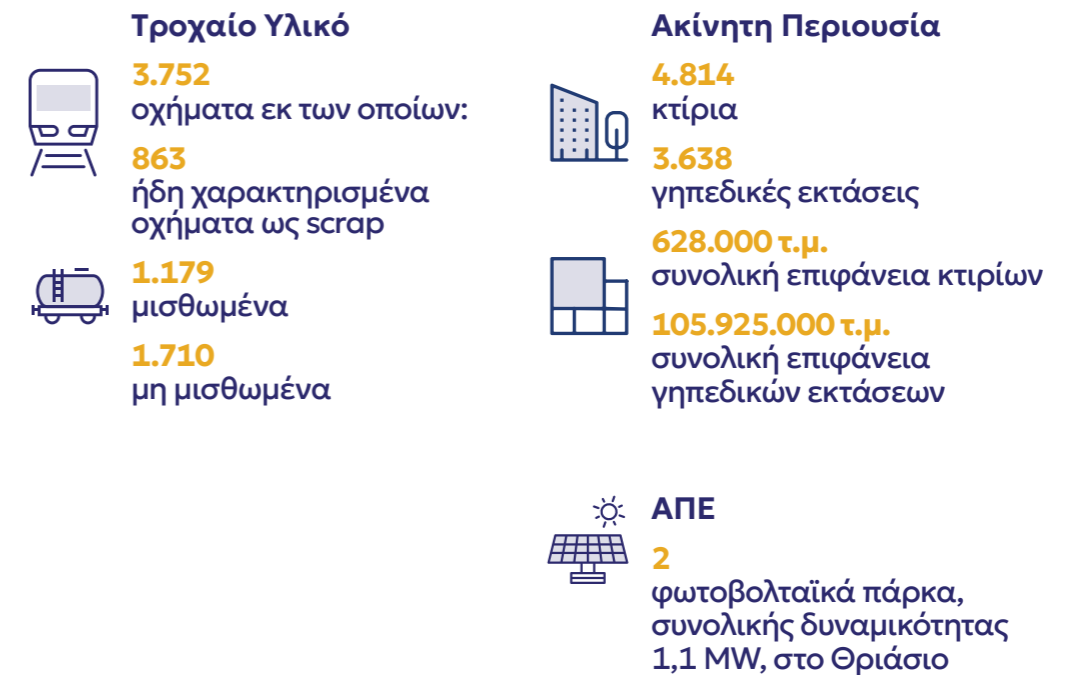 Τροχαίο Υλικό
3.752
οχήματα εκ των οποίων:
863
ήδη χαρακτηρισμένα
οχήματα ως scrap
1.179
μισθωμένα
1.710
μη μισθωμένα
Ακίνητη Περιουσία
4.814
κτίρια
3.638
γηπεδικές εκτάσεις
628.000 τ.μ.
συνολική επιφάνεια κτιρίων
105.925.000 τ.μ.
συνολική επιφάνεια
γηπεδικών εκτάσεων
ΑΠΕ
2
φωτοβολταϊκά πάρκα,
συνολικής δυναμικότητας
1,1 MW, στο Θριάσιο